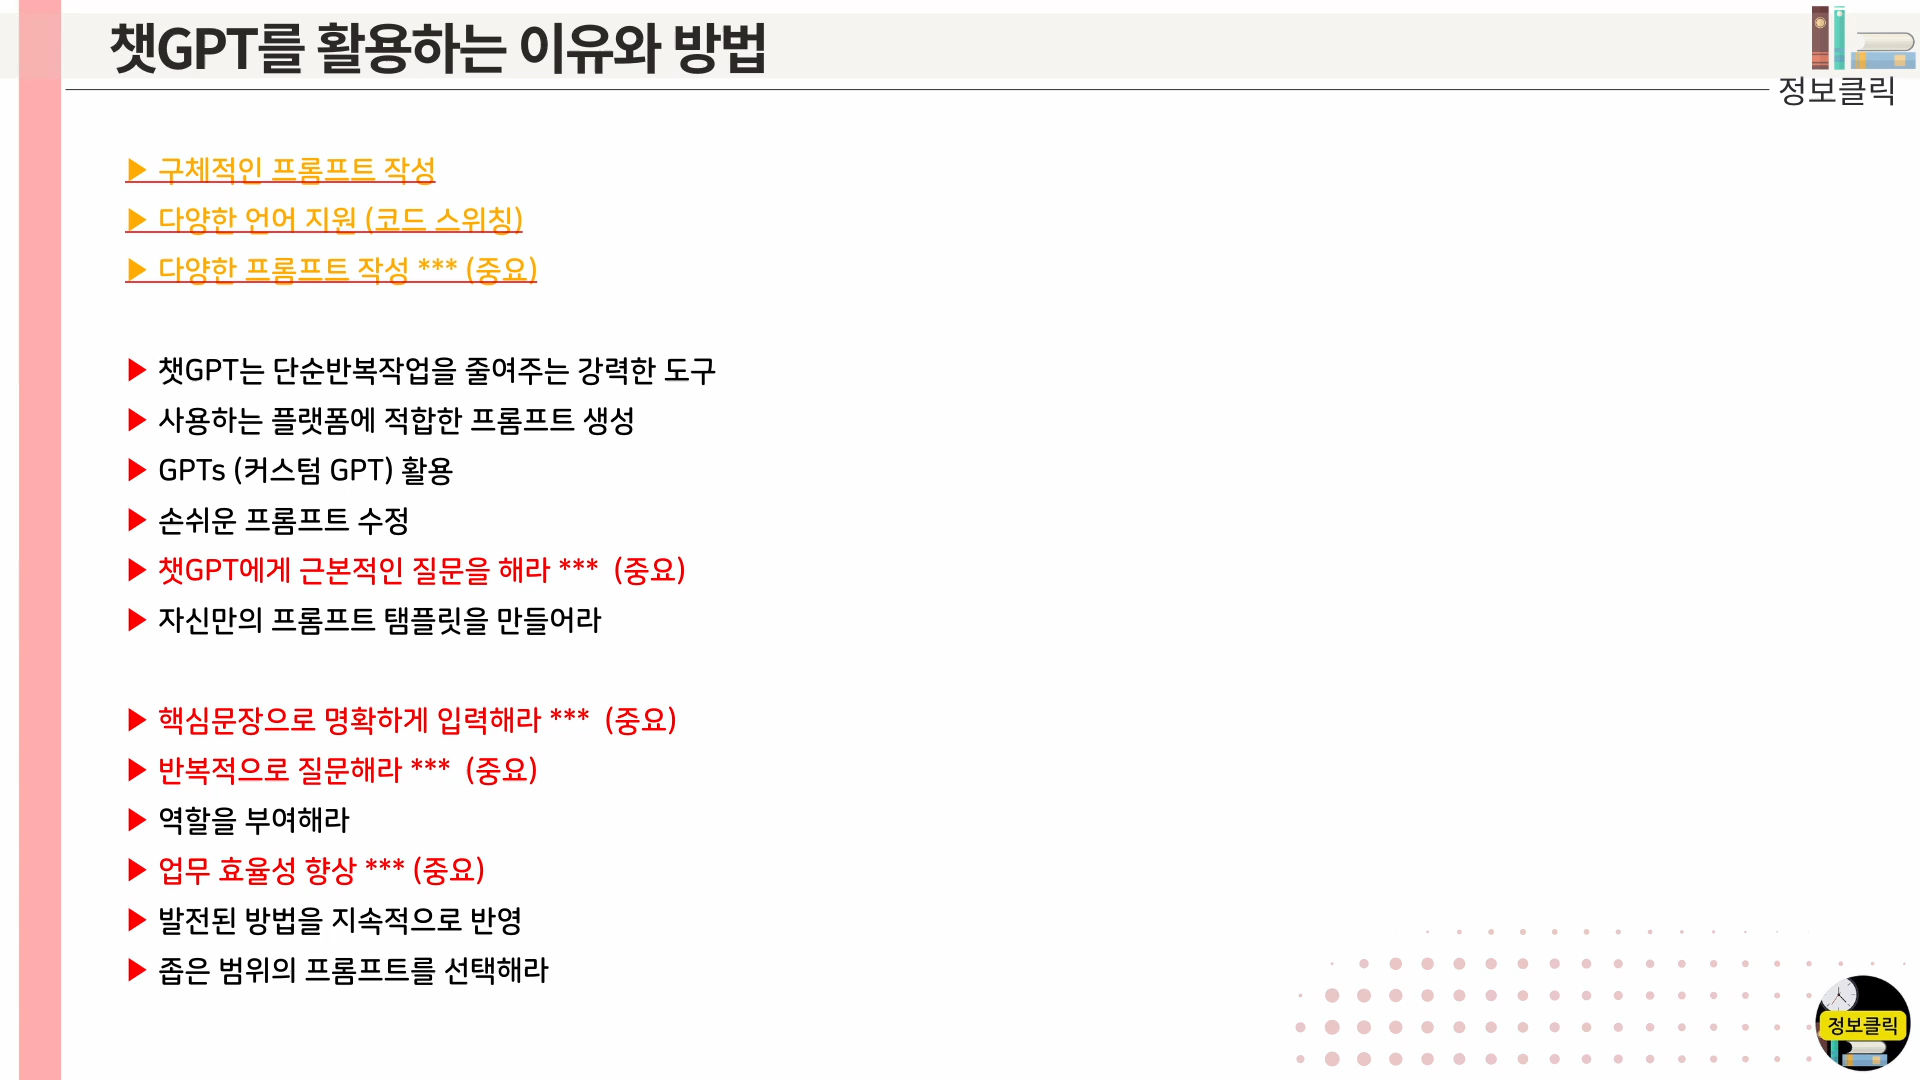 챗GPT를 활용하는 이유와 방법
정보클릭
▶ 구체적인 프롬프트 작성
▶ 다양한 언어 지원 (코드 스위칭)
▶ 다양한 프롬프트 작성 *** (중요)
▶ 챗GPT는 단순반복작업을 줄여주는 강력한 도구
▶ 사용하는 플랫폼에 적합한 프롬프트 생성
▶ GPTs (커스텀 GPT) 활용
▶ 손쉬운 프롬프트 수정
▶ 챗GPT에게 근본적인 질문을 해라 *** (중요)
▶ 자신만의 프롬프트 탬플릿을 만들어라
▶ 핵심문장으로 명확하게 입력해라 *** (중요)
▶ 반복적으로 질문해라 *** (중요)
▶ 역할을 부여해라
▶ 업무 효율성 향상 *** (중요)
▶ 발전된 방법을 지속적으로 반영
▶ 좁은 범위의 프롬프트를 선택해라
정보클릭